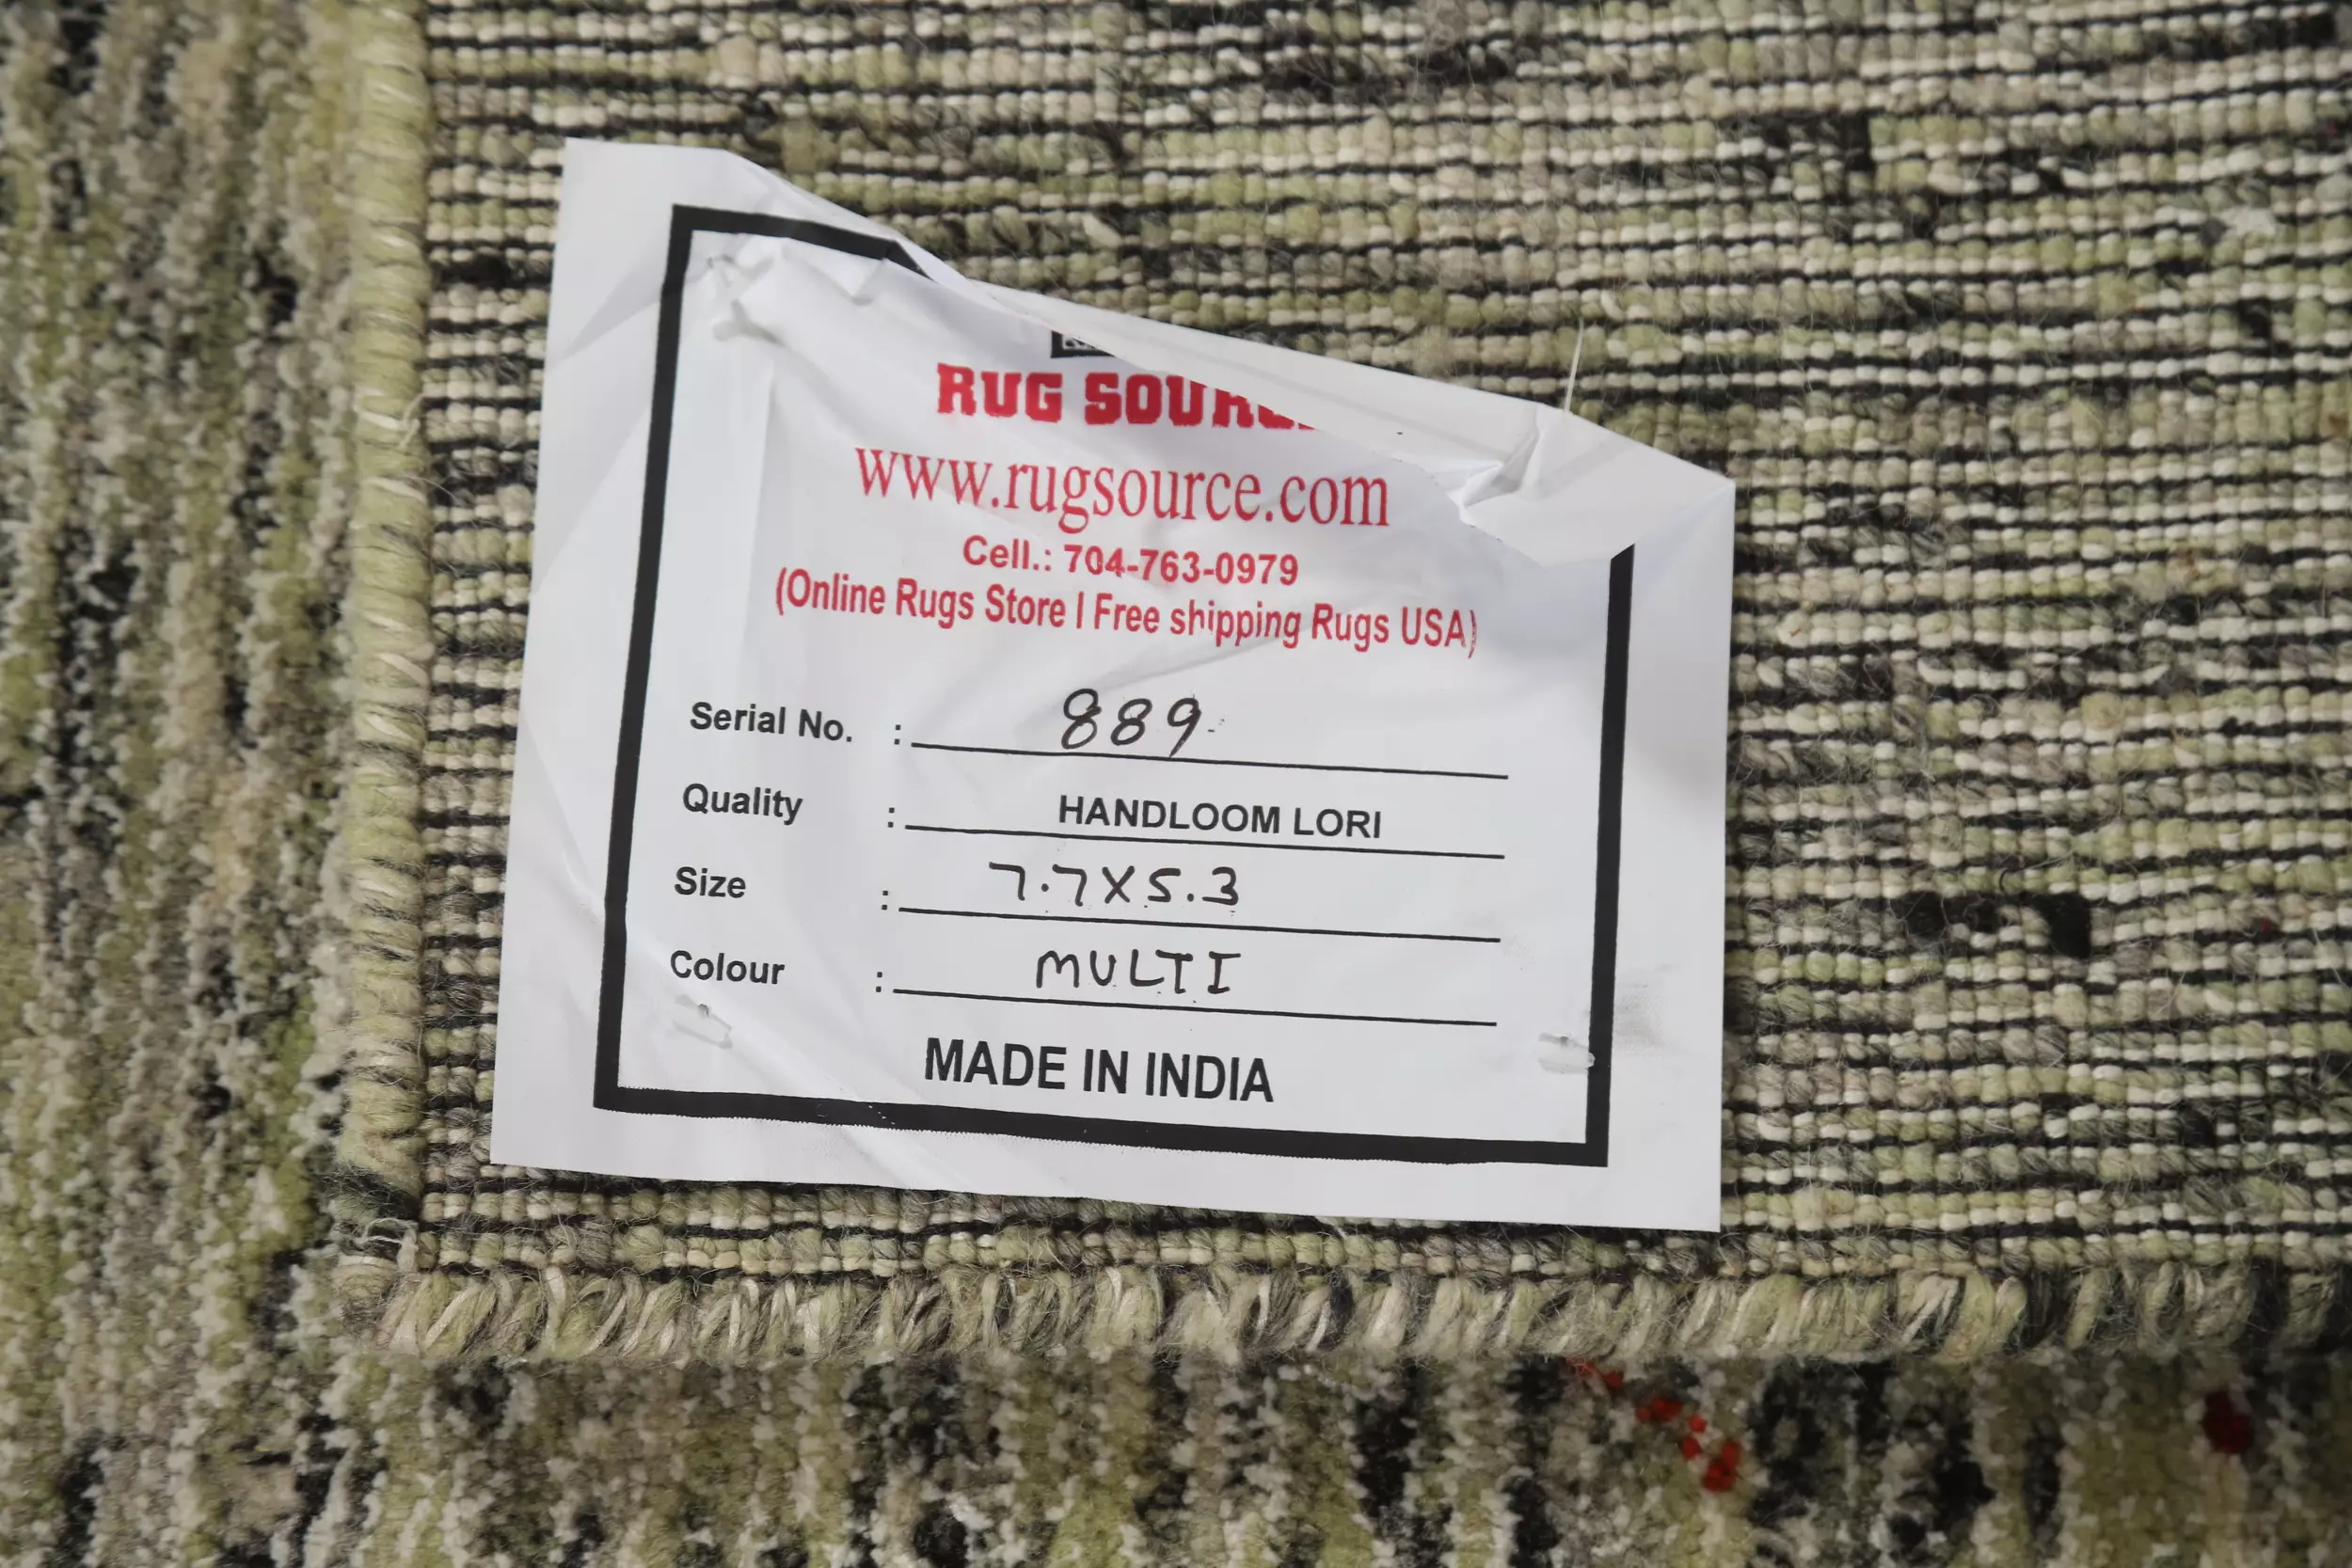 RUG SOURC
www.rugsource.com
Cell.: 704-763-0979
(Online Rugs Store I Free shipping Rugs USA)
Serial No. : 889
Quality : HANDLOOM LORI
Size : 7.7X5.3
Colour : MULTI
MADE IN INDIA